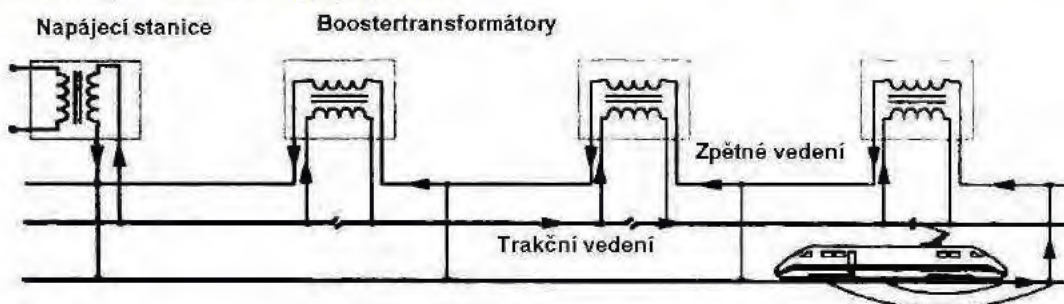 Napájecí stanice
Boostertransformátory
Zpětné vedení
Trakční vedení